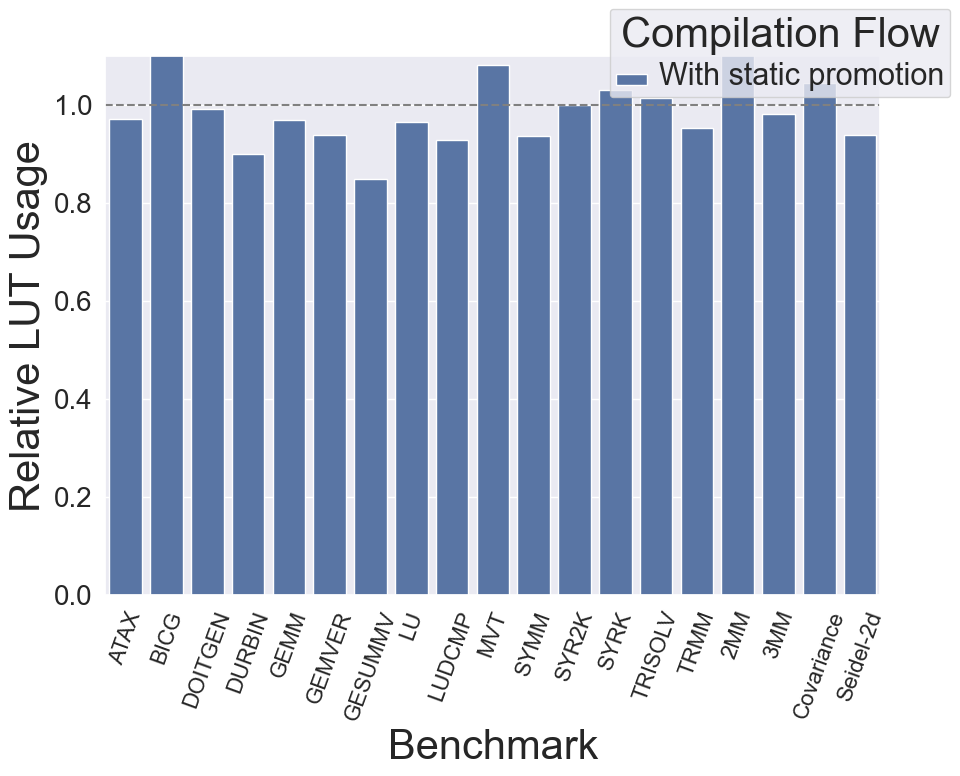 Compilation Flow
With static promotion
Relative LUT Usage
1.0
0.8
0.6
0.4
0.2
0.0
ATAX
BICG
DOITGEN
DURBIN
GEMM
GEMVER
GESUMMV
LU
LUDCMP
MVT
SYMM
SYR2K
SYRK
TRISOLV
TRMM
2MM
3MM
Covariance
Seidel-2d
Benchmark